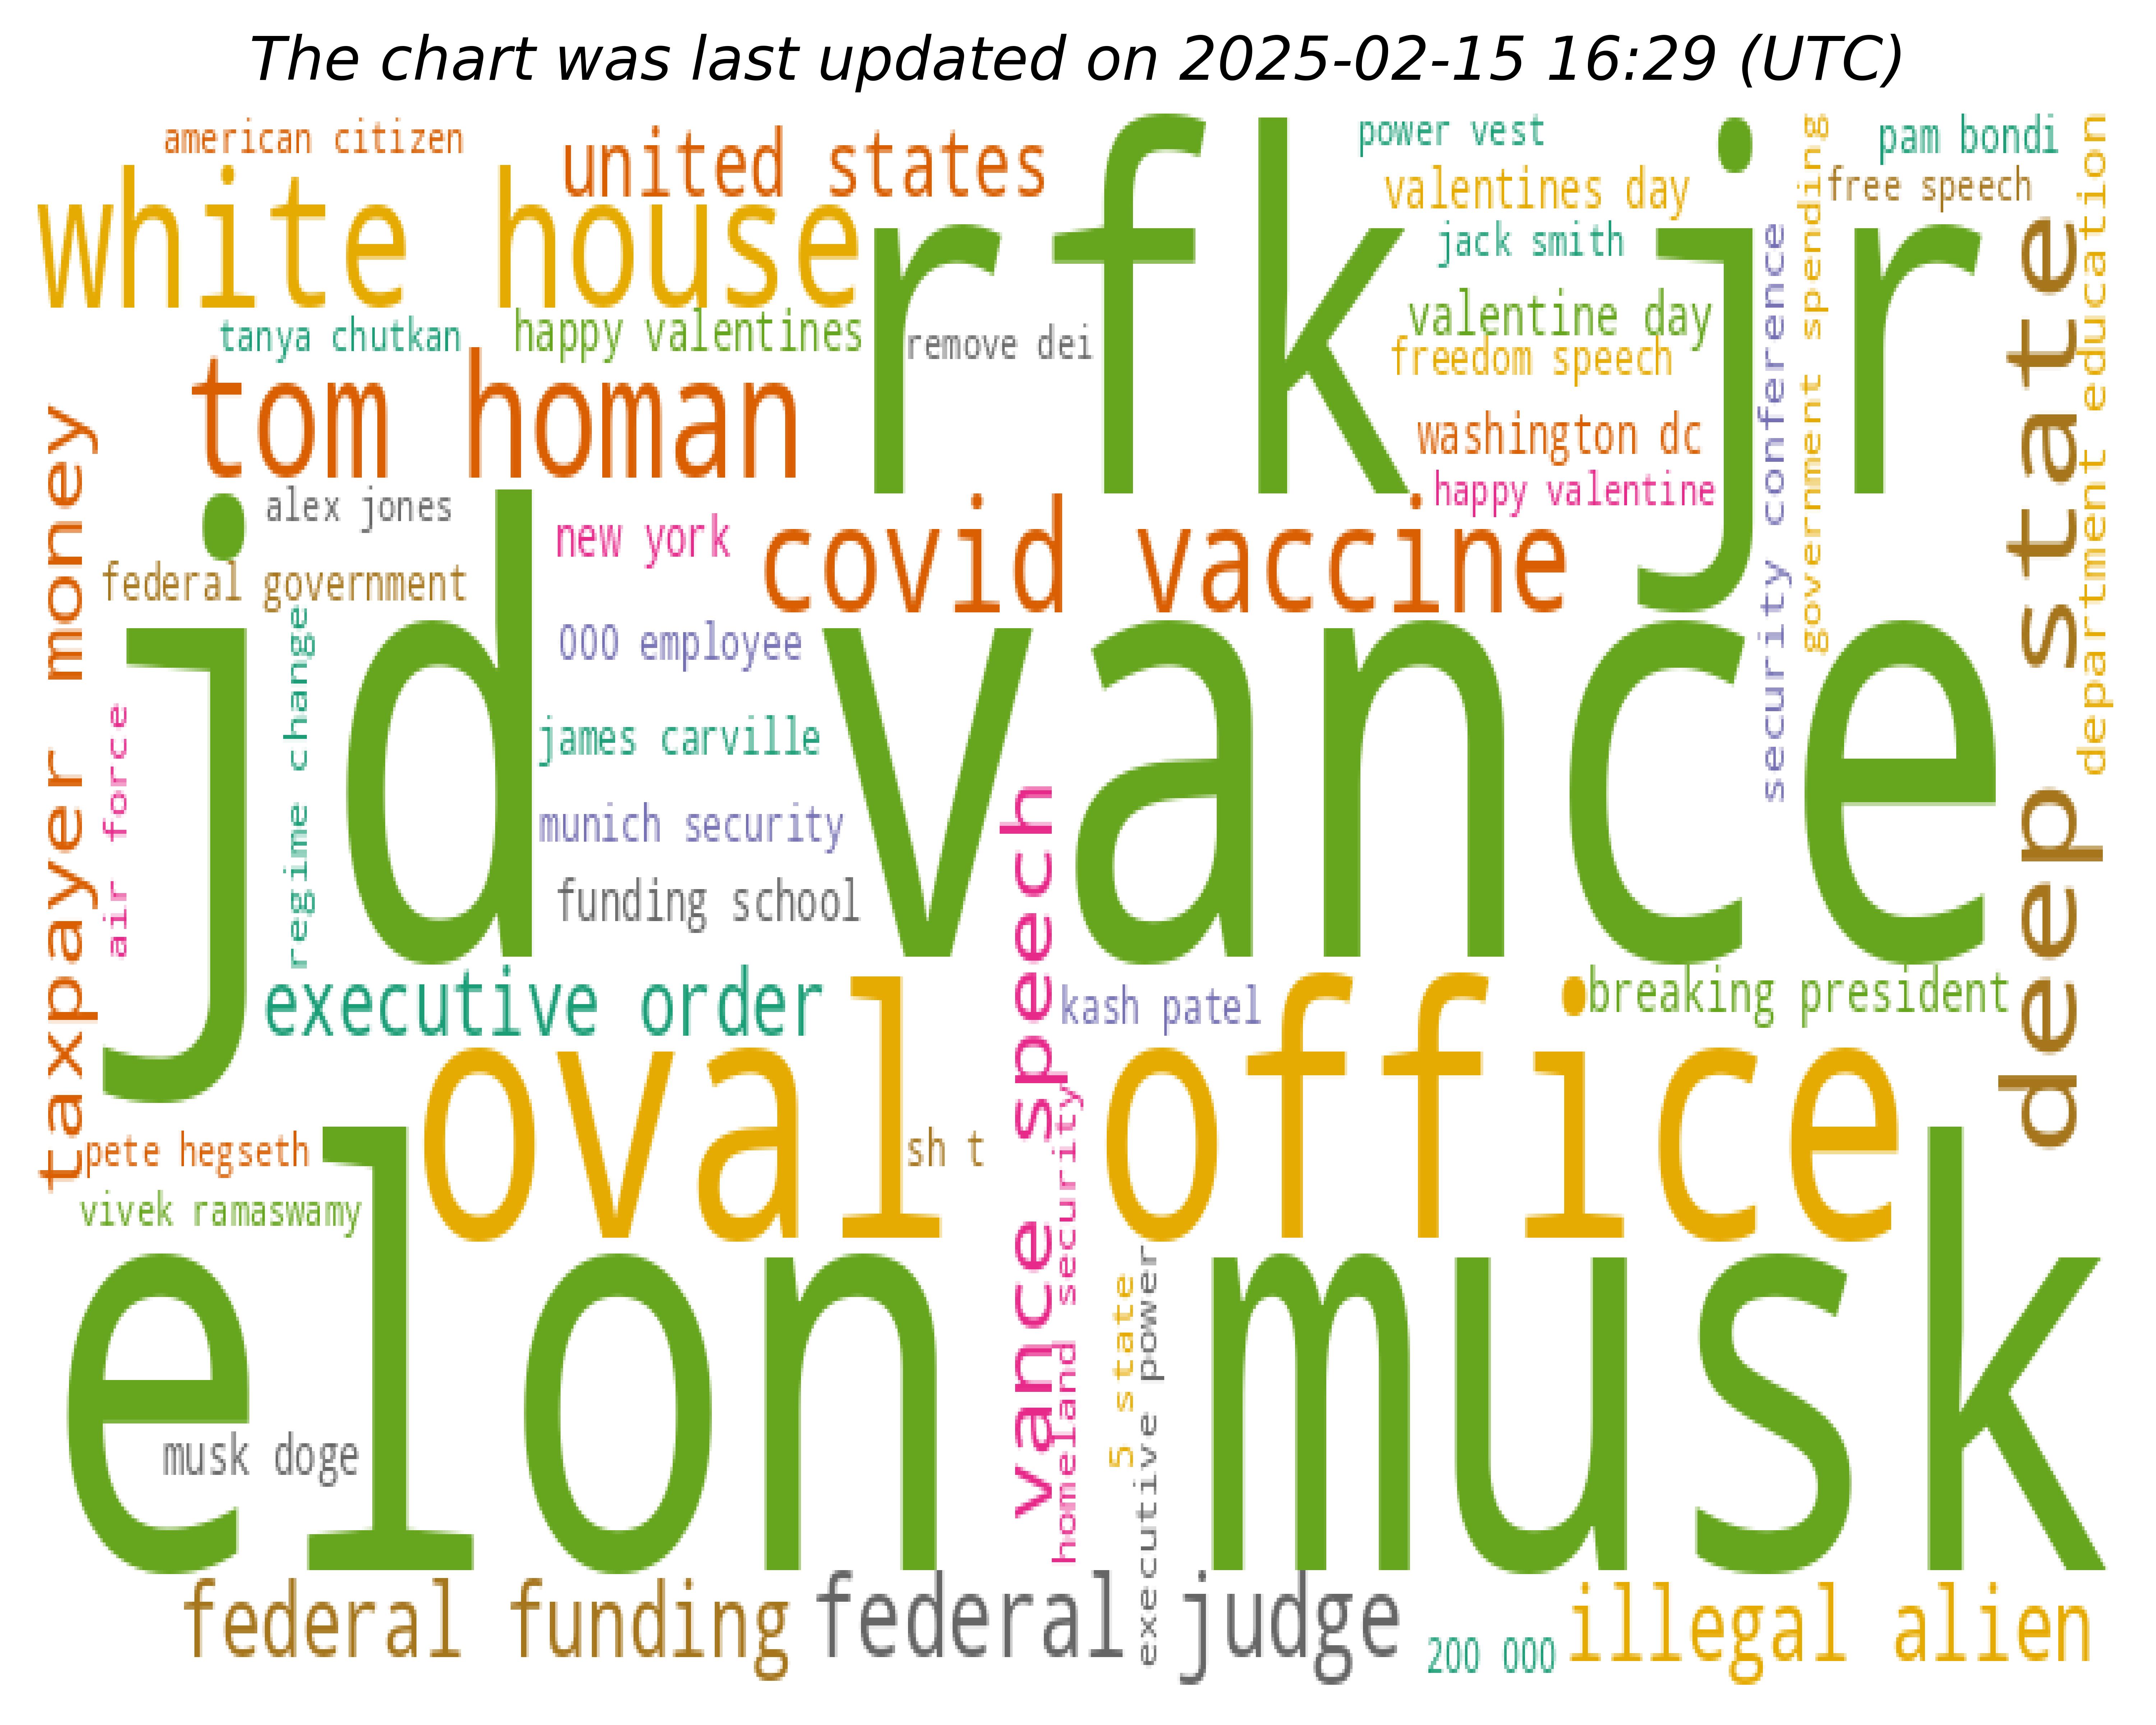 The chart was last updated on 2025-02-15 16:29 (UTC)
american citizen
united states
power vest
pam bondi
white house
rfk jr
valentines day
free speech
jack smith
tanya chutkan
happy valentines
remove dei
valentine day
freedom speech
tom homan
washington dc
happy valentine
security conference
government spending
deep state
department education
taxpayer money
alex jones
new york
covid vaccine
federal government
jd vance
000 employee
james carville
air force
regime change
munich security
funding school
vance speech
executive order
kash patel
breaking president
oval office
sh t
pete hegseth
vivek ramaswamy
homeland security
elon musk
5 state
executive power
musk doge
federal funding
federal judge
200 000
illegal alien